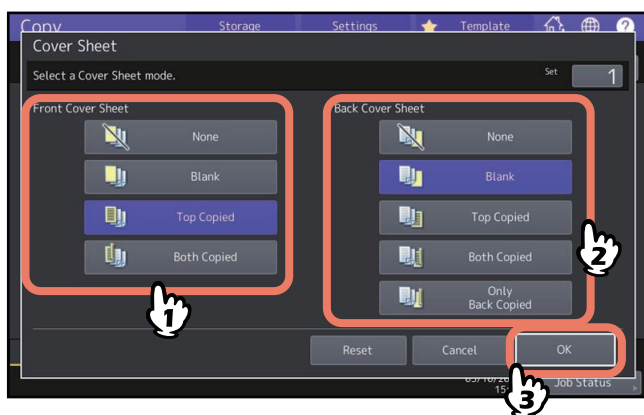 Copy Storage Settings Template ?
Cover Sheet
Select a Cover Sheet mode. Set 1
Front Cover Sheet Back Cover Sheet
None None
Blank Blank
Top Copied Top Copied
Both Copied Both Copied
Only
Back Copied
1
2
Reset Cancel OK
Job Status
3